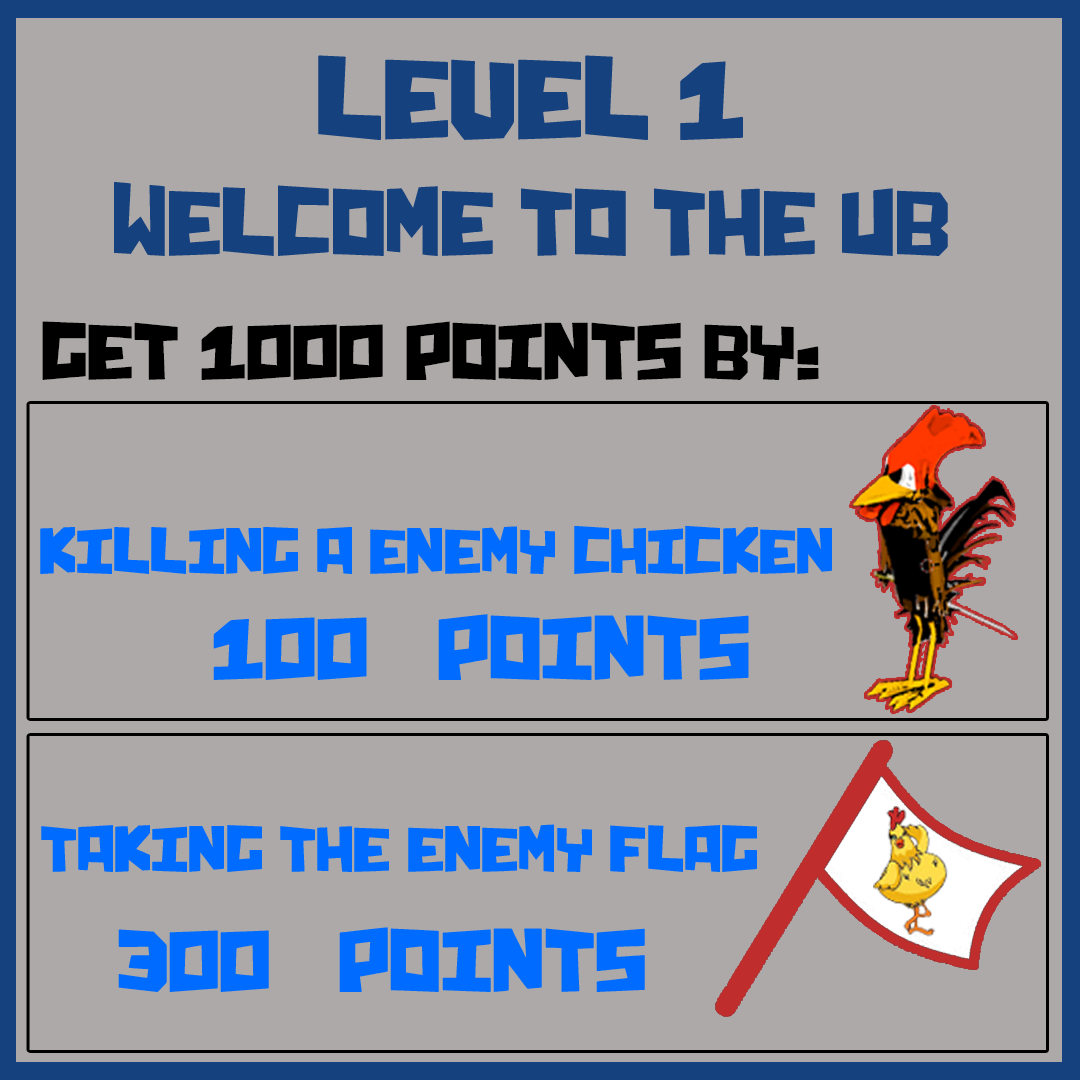 LEVEL 1
WELCOME TO THE UB
GET 1000 POINTS BY:
KILLING A ENEMY CHICKEN
100 POINTS
TAKING THE ENEMY FLAG
300 POINTS